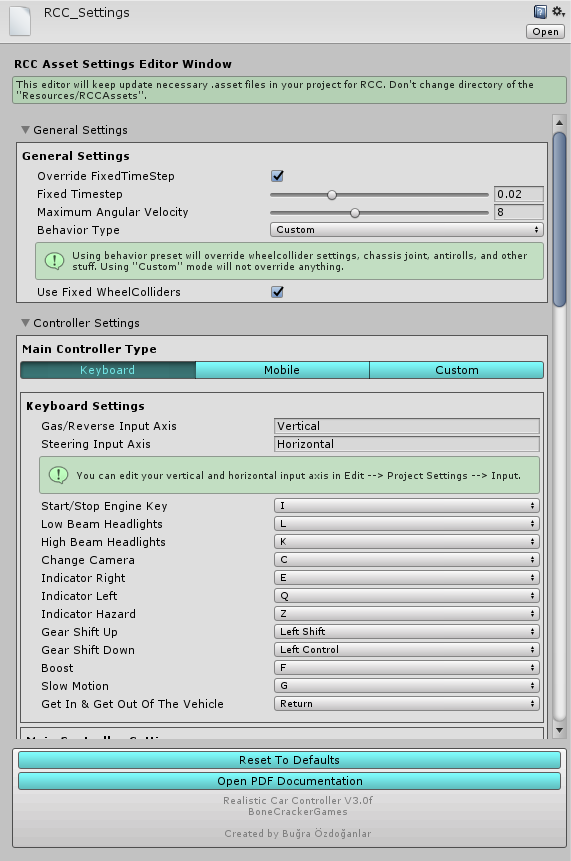 RCC_Settings
Open
RCC Asset Settings Editor Window
This editor will keep update necessary .asset files in your project for RCC. Don't change directory of the
"Resources/RCCAssets".
General Settings
General Settings
Override FixedTimeStep
Fixed Timestep 0.02
Maximum Angular Velocity 8
Behavior Type Custom
Using behavior preset will override wheelcollider settings, chassis joint, antirolls, and other
stuff. Using "Custom" mode will not override anything.
Use Fixed WheelColliders
Controller Settings
Main Controller Type
Keyboard Mobile Custom
Keyboard Settings
Gas/Reverse Input Axis Vertical
Steering Input Axis Horizontal
You can edit your vertical and horizontal input axis in Edit --> Project Settings --> Input.
Start/Stop Engine Key I
Low Beam Headlights L
High Beam Headlights K
Change Camera C
Indicator Right E
Indicator Left Q
Indicator Hazard Z
Gear Shift Up Left Shift
Gear Shift Down Left Control
Boost F
Slow Motion G
Get In & Get Out Of The Vehicle Return
Main Controller
Reset To Defaults
Open PDF Documentation
Realistic Car Controller V3.0f
BoneCrackerGames
Created by Buğra Özdoğanlar